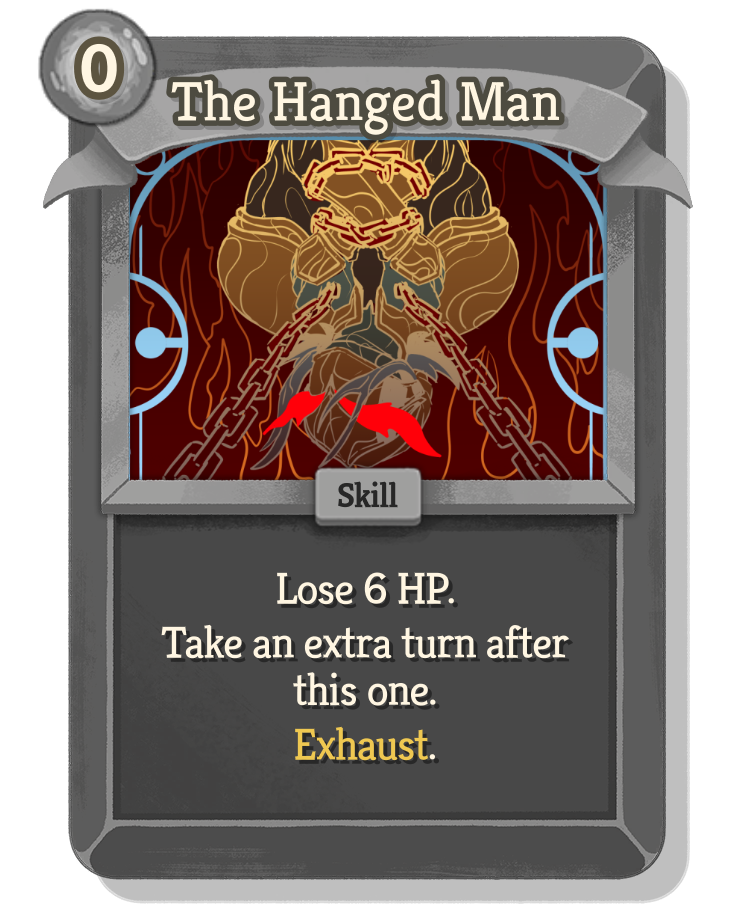 0
The Hanged Man
Skill
Lose 6 HP.
Take an extra turn after
this one.
Exhaust.